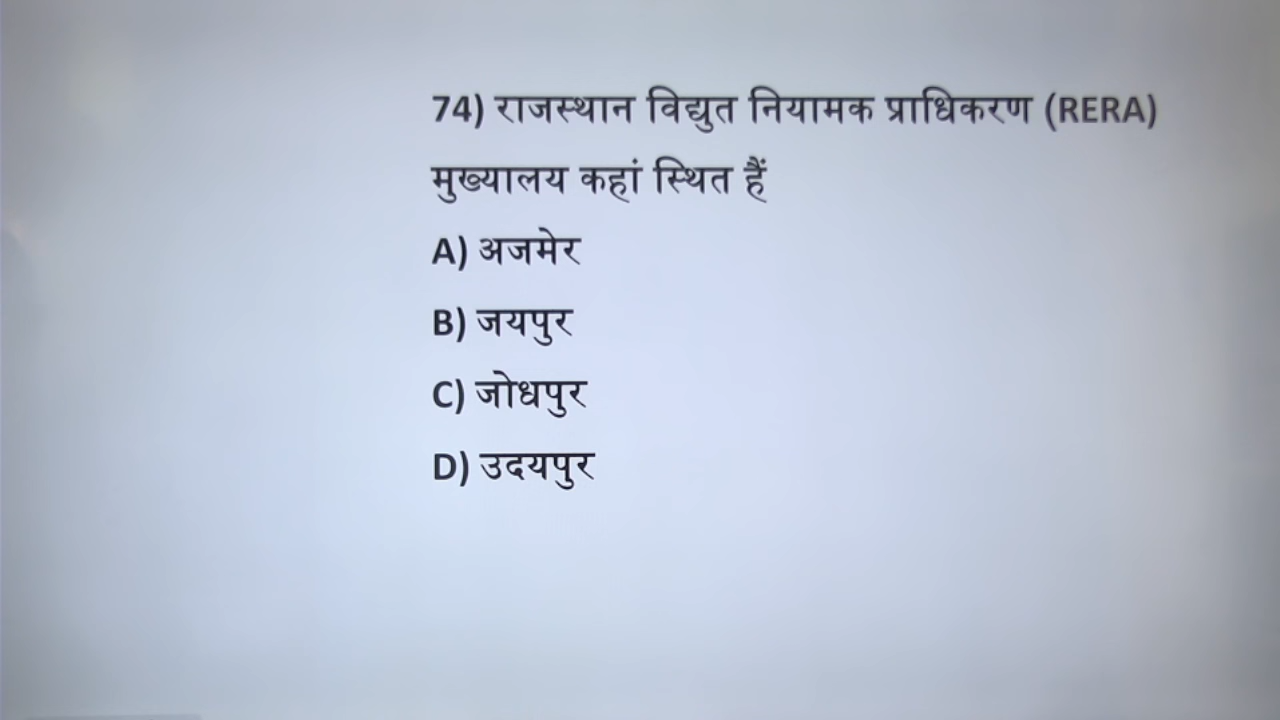 74) राजस्थान विद्युत नियामक प्राधिकरण (RERA)
मुख्यालय कहां स्थित हैं
A) अजमेर
B) जयपुर
C) जोधपुर
D) उदयपुर